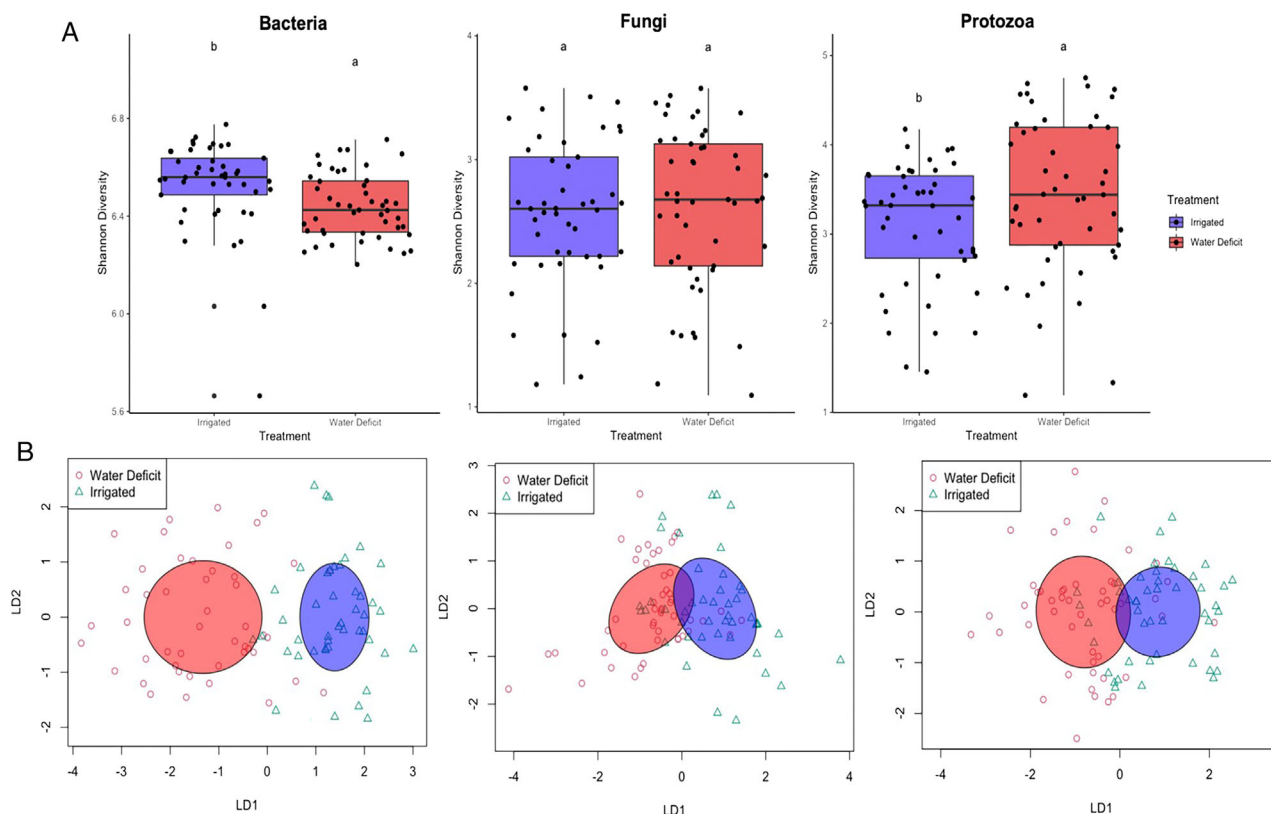 A
Bacteria
Fungi
Protozoa
b
a
a
a
b
a
Shannon Diversity
6.8
6.4
6.0
5.6
Irrigated
Water Deficit
Treatment
Shannon Diversity
4
3
2
1
Irrigated
Water Deficit
Treatment
Shannon Diversity
5
4
3
2
1
Irrigated
Water Deficit
Treatment
Treatment
Irrigated
Water Deficit
B
Water Deficit
Irrigated
LD2
2
1
0
-1
-2
-4
-3
-2
-1
0
1
2
3
LD1
Water Deficit
Irrigated
LD2
3
2
1
0
-1
-2
-4
-2
0
2
4
LD1
Water Deficit
Irrigated
LD2
2
1
0
-1
-2
-4
-2
0
2
LD1